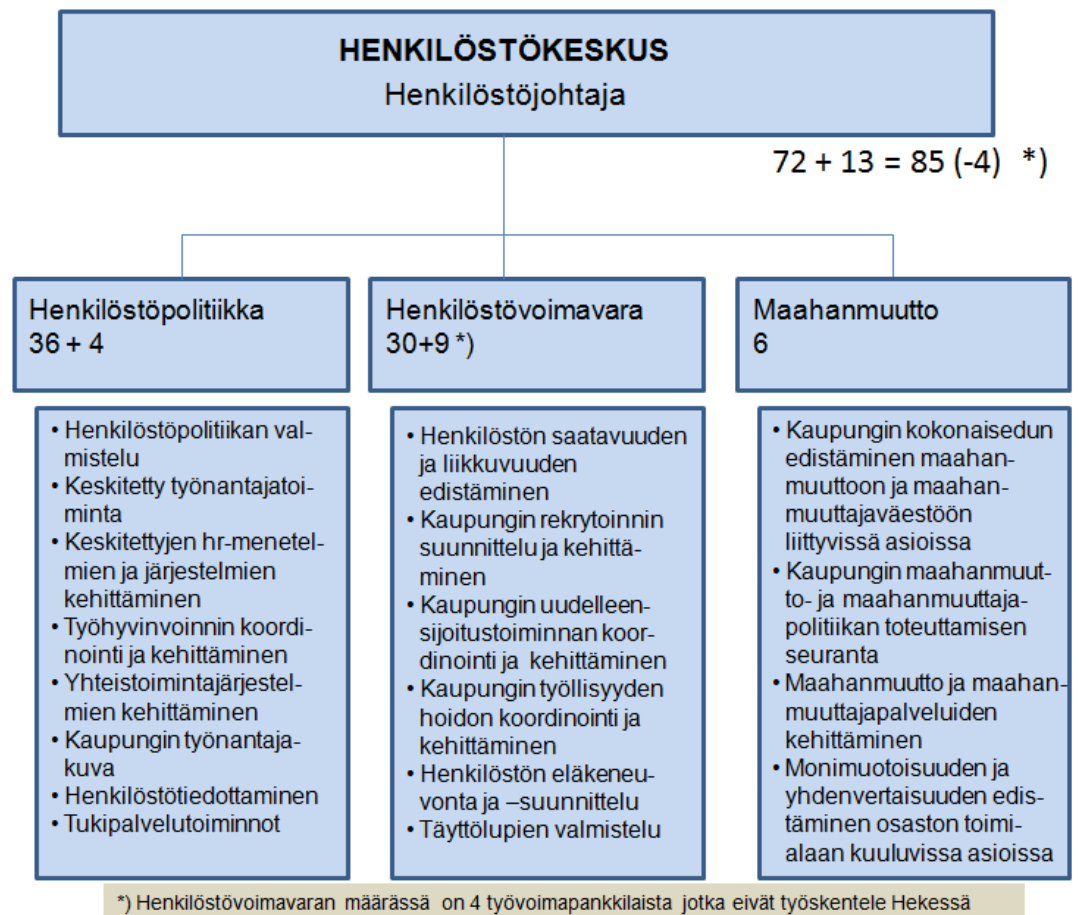 HENKILÖSTÖKESKUS
Henkilöstöjohtaja
72 + 13 = 85 (-4) *)
Henkilöstöpolitiikka
36 + 4
Henkilöstövoimavara
30+9 *)
Maahanmuutto
6
• Henkilöstöpolitiikan val-
mistelu
• Keskitetty työnantajatoi-
minta
• Keskitettyjen hr-menetel-
mien ja järjestelmien
kehittäminen
• Työhyvinvoinnin koordi-
nointi ja kehittäminen
• Yhteistoimintajärjestel-
mien kehittäminen
• Kaupungin työnantaja-
kuva
• Henkilöstötiedottaminen
• Tukipalvelutoiminnot
• Henkilöstön saatavuuden
ja liikkuvuuden
edistäminen
• Kaupungin rekrytoinnin
suunnittelu ja kehittä-
minen
• Kaupungin uudelleen-
sijoitustoiminnan koor-
dinointi ja kehittäminen
• Kaupungin työllisyyden
hoidon koordinointi ja
kehittäminen
• Henkilöstön eläkeneu-
vonta ja –suunnittelu
• Täyttölupien valmistelu
• Kaupungin kokonaisedun
edistäminen maahan-
muuttoon ja maahan-
muuttajaväestöön
liittyvissä asioissa
• Kaupungin maahanmuut-
to- ja maahanmuuttaja-
politiikan toteuttamisen
seuranta
• Maahanmuutto ja maahan-
muuttajapalveluiden
kehittäminen
• Monimuotoisuuden ja
yhdenvertaisuuden edis-
täminen osaston toimi-
alaan kuuluvissa asioissa
*) Henkilöstövoimavaran määrässä on 4 työvoimapankkilaista jotka eivät työskentele Hekessä